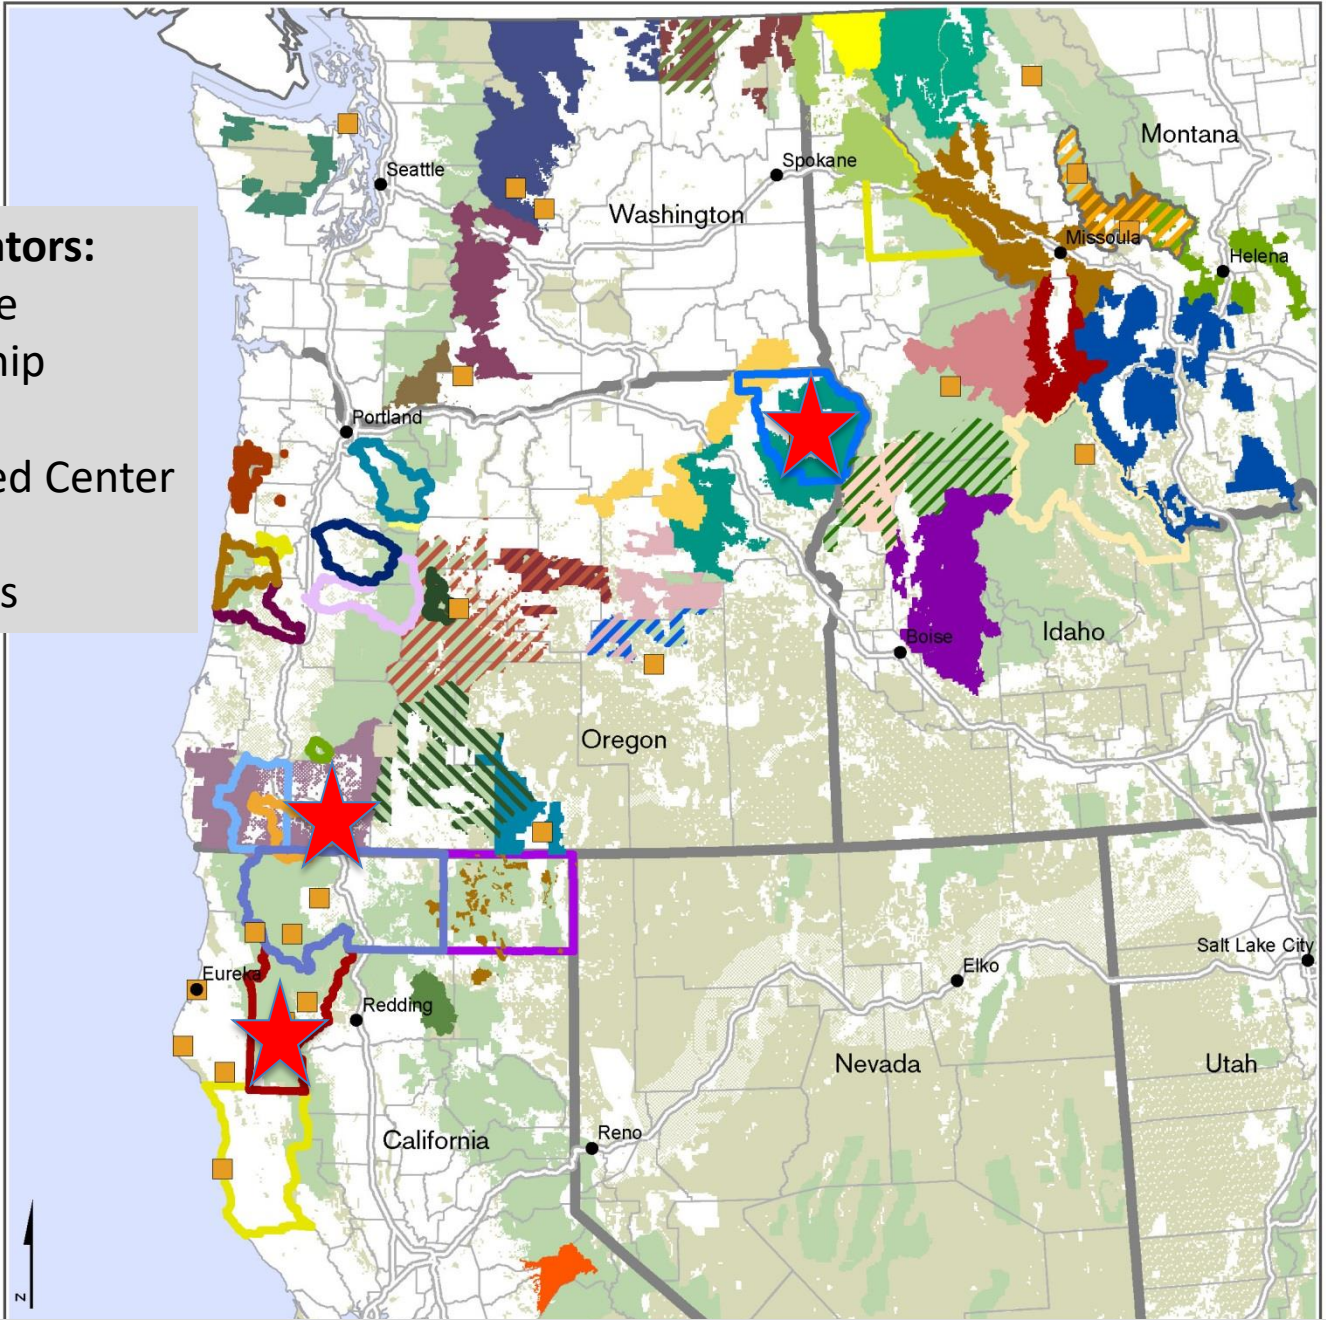 ators:
e
hip
ed Center
s
Seattle
Washington
Spokane
Montana
Missoula
Helena
Portland
Boise
Idaho
Oregon
Eureka
Redding
California
Reno
Elko
Nevada
Salt Lake City
Utah
N